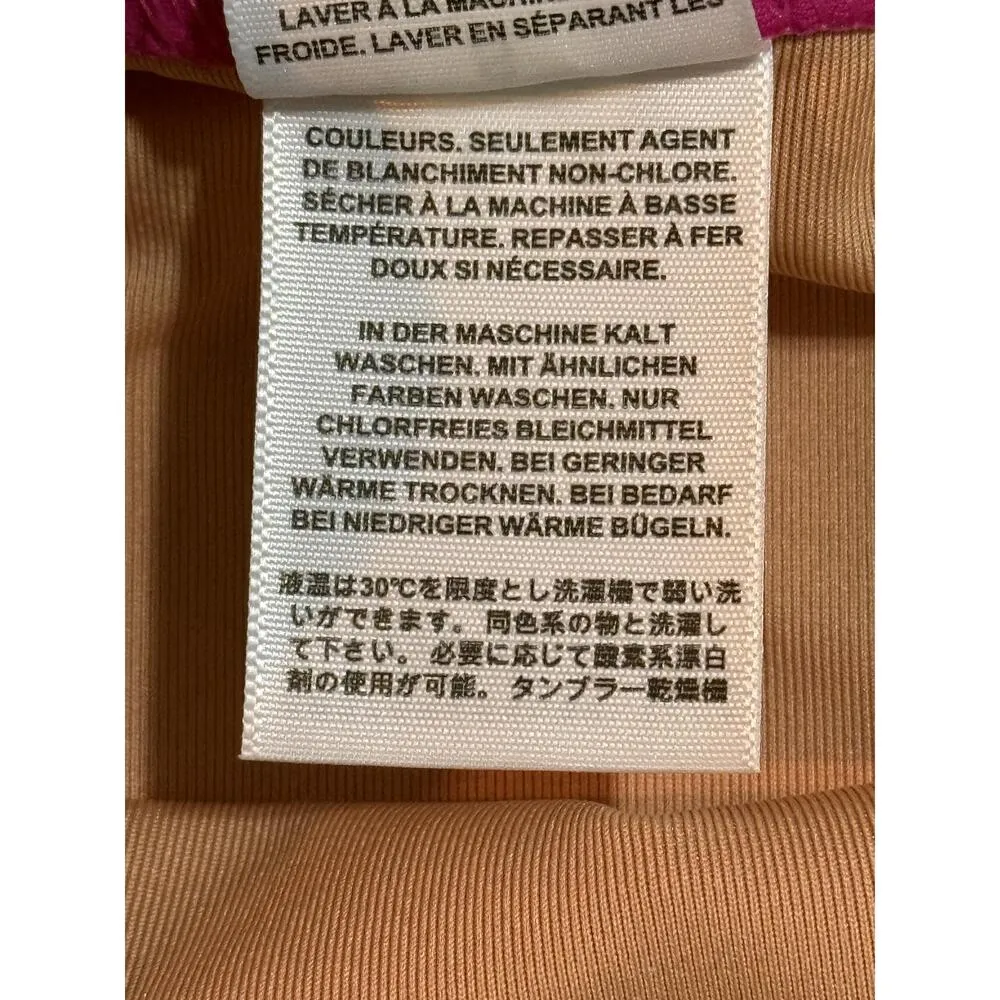 LAVER À LA MACHINE
FROIDE. LAVER EN SÉPARANT LES
COULEURS. SEULEMENT AGENT
DE BLANCHIMENT NON-CHLORE.
SÉCHER À LA MACHINE À BASSE
TEMPÉRATURE. REPASSER À FER
DOUX SI NÉCESSAIRE.
IN DER MASCHINE KALT
WASCHEN. MIT ÄHNLICHEN
FARBEN WASCHEN. NUR
CHLORFREIES BLEICHMITTEL
VERWENDEN. BEI GERINGER
WÄRME TROCKNEN. BEI BEDARF
BEI NIEDRIGER WÄRME BÜGELN.
液温は30℃を限度とし洗濯機で弱い洗
いができます。 同色系の物と洗濯し
て下さい。 必要に応じて酸素系漂白
剤の使用が可能。 タンブラー乾燥機